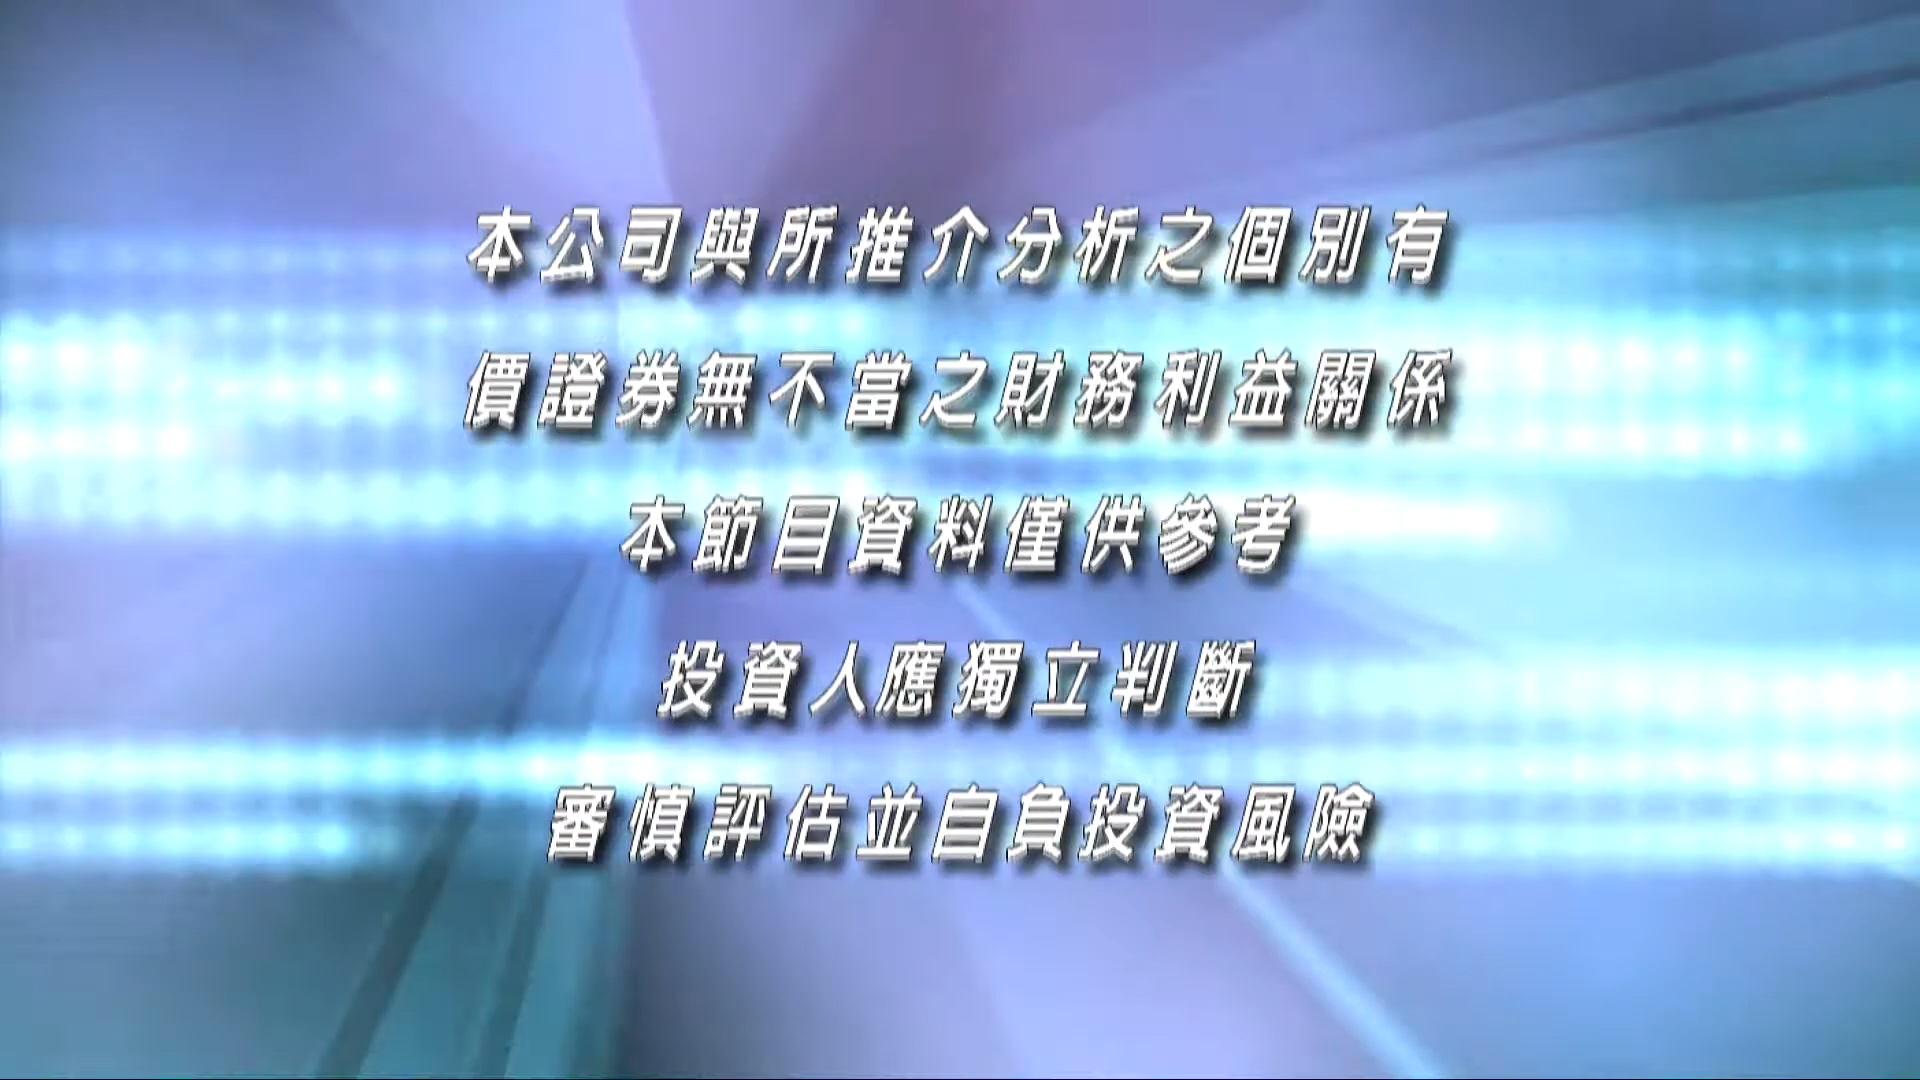 本公司與所推介分析之個別有
價證券無不當之財務利益關係
本節目資料僅供參考
投資人應獨立判斷
審慎評估並自負投資風險